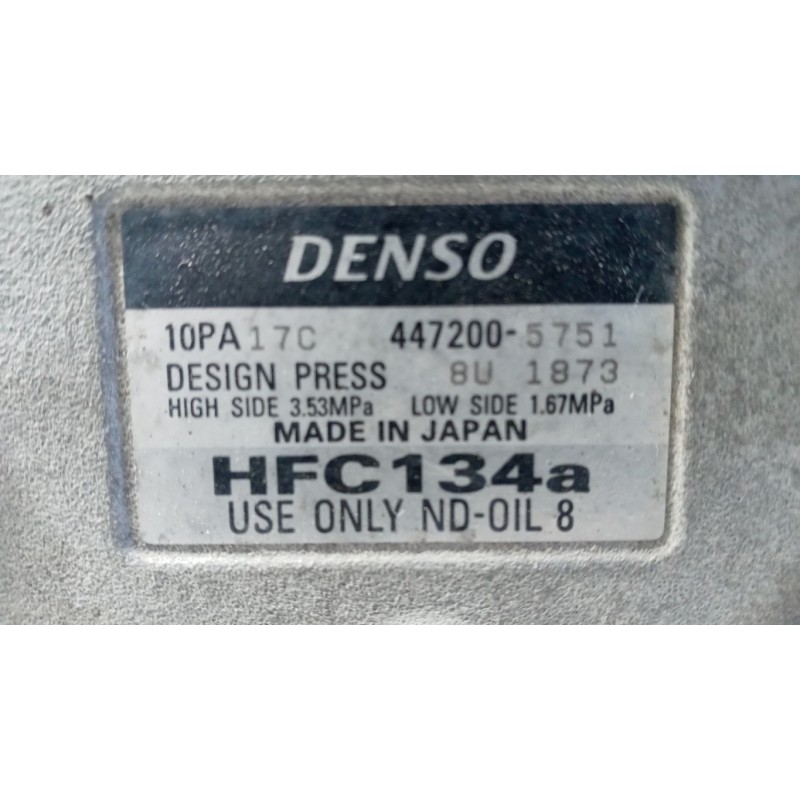 DENSO
10PA17C 447200-5751
DESIGN PRESS 8U 1873
HIGH SIDE 3.53MPa LOW SIDE 1.67MPa
MADE IN JAPAN
HFC134a
USE ONLY ND-OIL 8